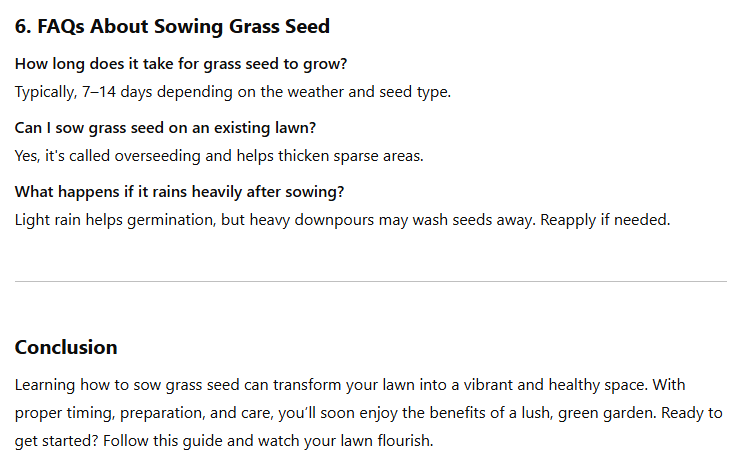 6. FAQs About Sowing Grass Seed
How long does it take for grass seed to grow?
Typically, 7–14 days depending on the weather and seed type.
Can I sow grass seed on an existing lawn?
Yes, it's called overseeding and helps thicken sparse areas.
What happens if it rains heavily after sowing?
Light rain helps germination, but heavy downpours may wash seeds away. Reapply if needed.
Conclusion
Learning how to sow grass seed can transform your lawn into a vibrant and healthy space. With
proper timing, preparation, and care, you'll soon enjoy the benefits of a lush, green garden. Ready to
get started? Follow this guide and watch your lawn flourish.